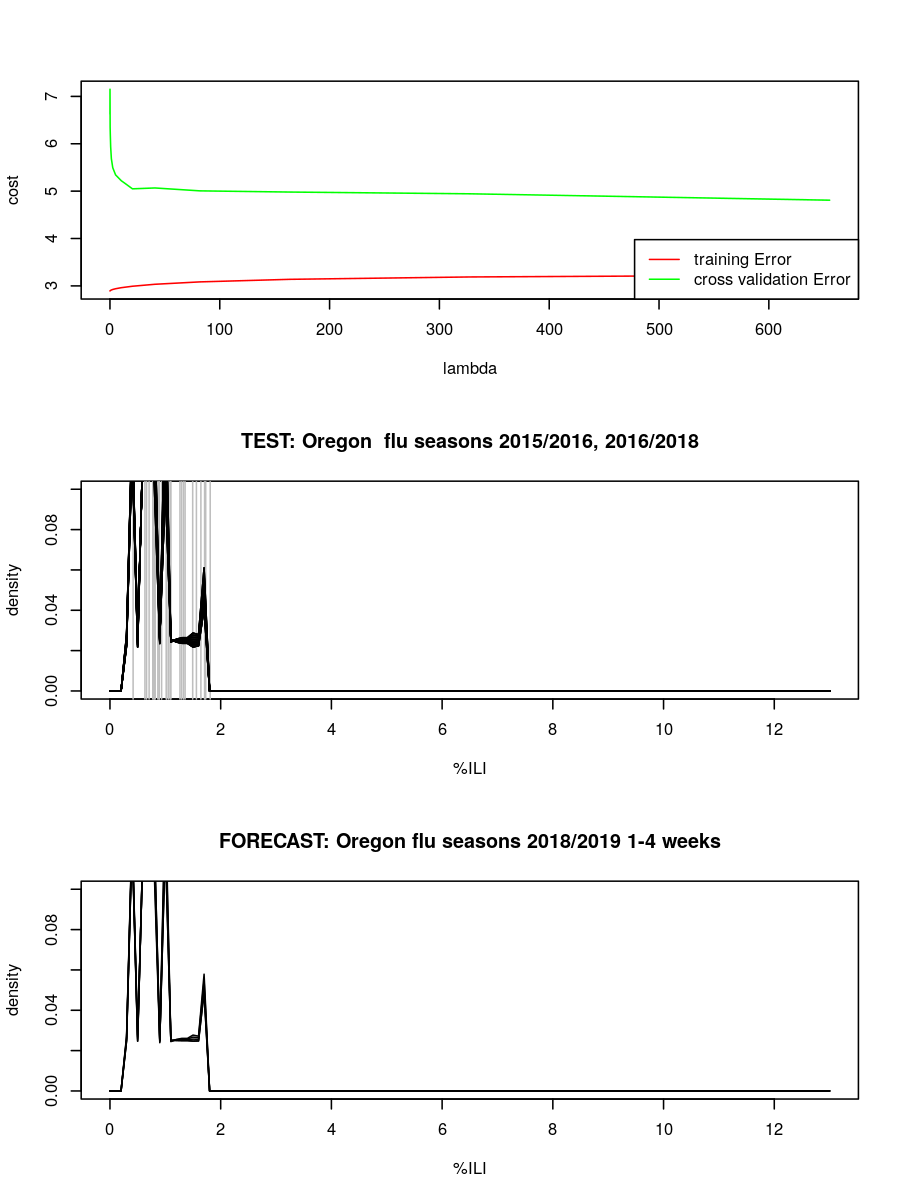 7
6
5
4
3
cost
training Error
cross validation Error
0 100 200 300 400 500 600
lambda
TEST: Oregon  flu seasons 2015/2016, 2016/2018
0.08
0.04
0.00
density
0 2 4 6 8 10 12
%ILI
FORECAST: Oregon flu seasons 2018/2019 1-4 weeks
0.08
0.04
0.00
density
0 2 4 6 8 10 12
%ILI